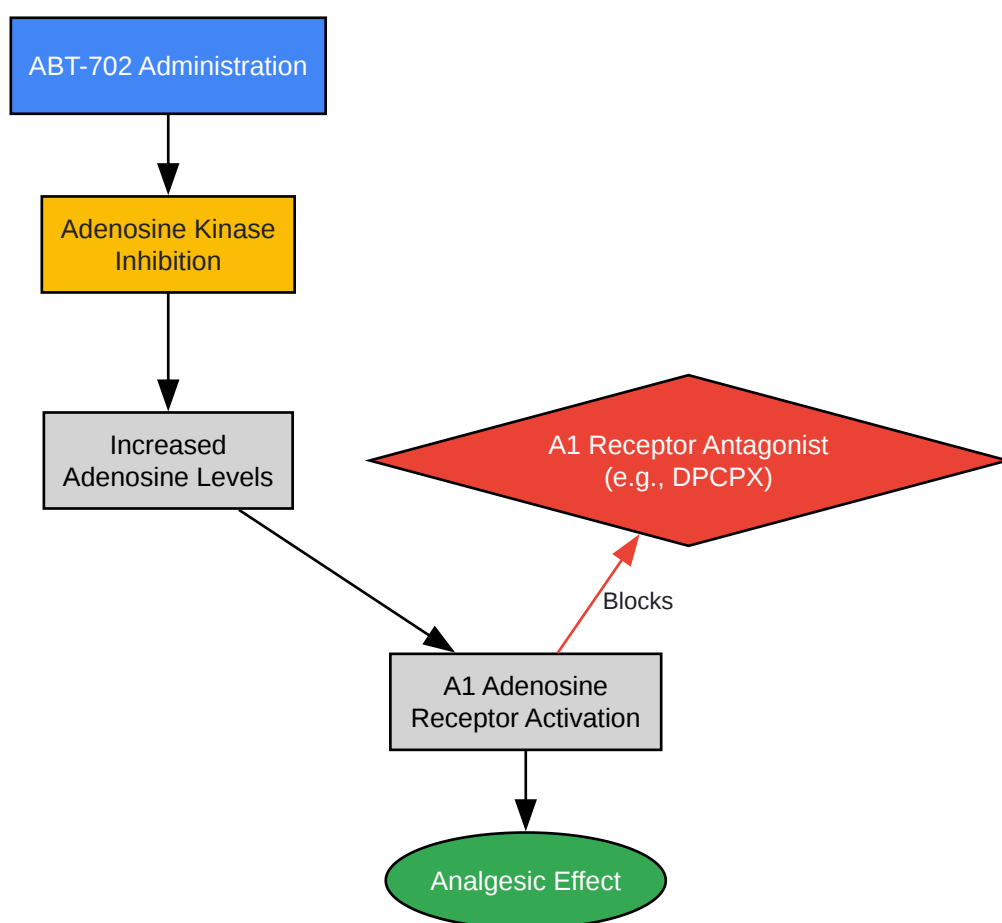 ABT-702 Administration
Adenosine Kinase
Inhibition
Increased
Adenosine Levels
A1 Receptor Antagonist
(e.g., DPCPX)
Blocks
A1 Adenosine
Receptor Activation
Analgesic Effect